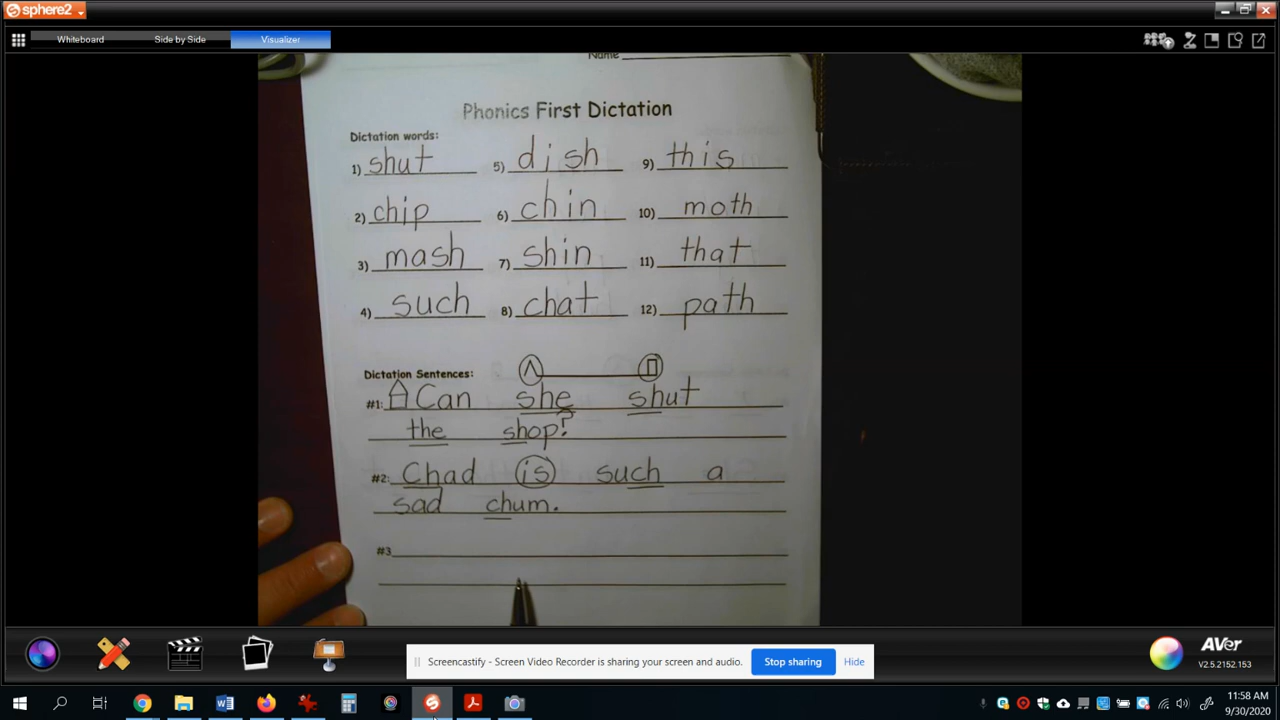 sphere2
Whiteboard Side by Side Visualizer
Name
Phonics First Dictation
Dictation words:
1) shut 5) dish 9) this
2) chip 6) chin 10) moth
3) mash 7) shin 11) that
4) such 8) chat 12) path
Dictation Sentences:
#1: Can she shut
the shop?
#2: Chad is such a
sad chum.
#3
Screencastify - Screen Video Recorder is sharing your screen and audio. Stop sharing Hide
AVer
V2.5.2152.153
11:58 AM
9/30/2020